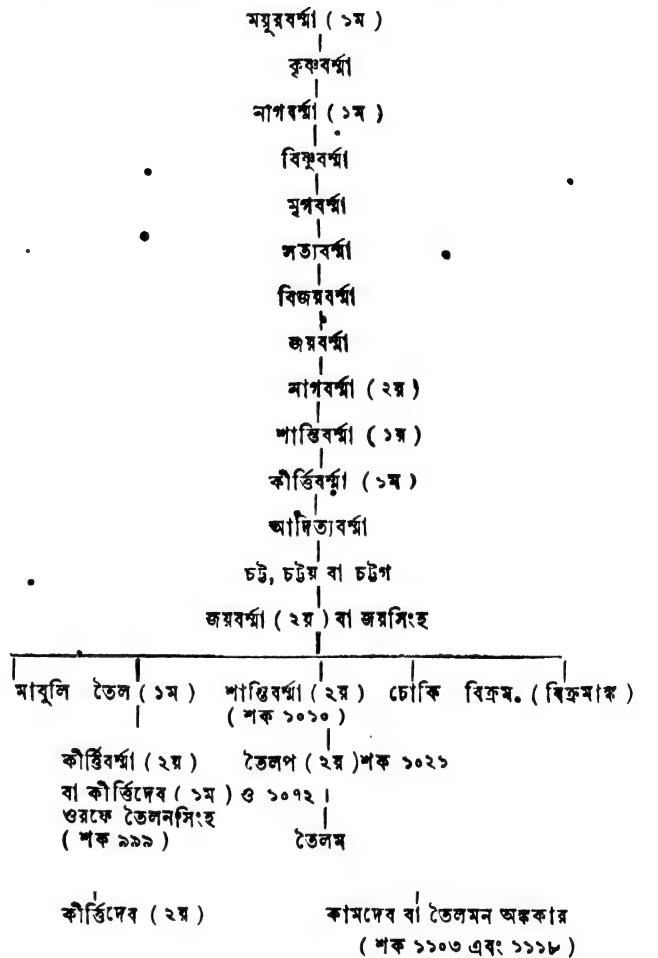 ময়ূরবর্ম্মা ( ১ম )
কৃষ্ণবর্ম্মা
নাগবর্ম্মা ( ১ম )
বিষ্ণুবর্ম্মা
মৃগবর্ম্মা
সত্যবর্ম্মা
বিজয়বর্ম্মা
জয়বর্ম্মা
নাগবর্ম্মা ( ২য় )
শান্তিবর্ম্মা ( ১ম )
কীর্ত্তিবর্ম্মা ( ১ম )
আদিত্যবর্ম্মা
চট্ট, চট্টয় বা চট্টগ
জয়বর্ম্মা ( ২য় ) বা জয়সিংহ
মাবুলি তৈল ( ১ম ) শান্তিবর্ম্মা ( ২য় ) চোকি বিক্রম. ( বিক্রমাঙ্ক )
( শক ১০১০ )
কীর্ত্তিবর্ম্মা ( ২য় ) তৈলপ ( ২য় ) শক ১০২১
বা কীর্ত্তিদেব ( ১ম ) ও ১০৭২ ।
ওরফে তৈলনসিংহ
( শক ৯৯৯ ) তৈলম
কীর্ত্তিদেব ( ২য় ) কামদেব বা তৈলমন অঙ্ককার
( শক ১১০৩ এবং ১১১৮ )